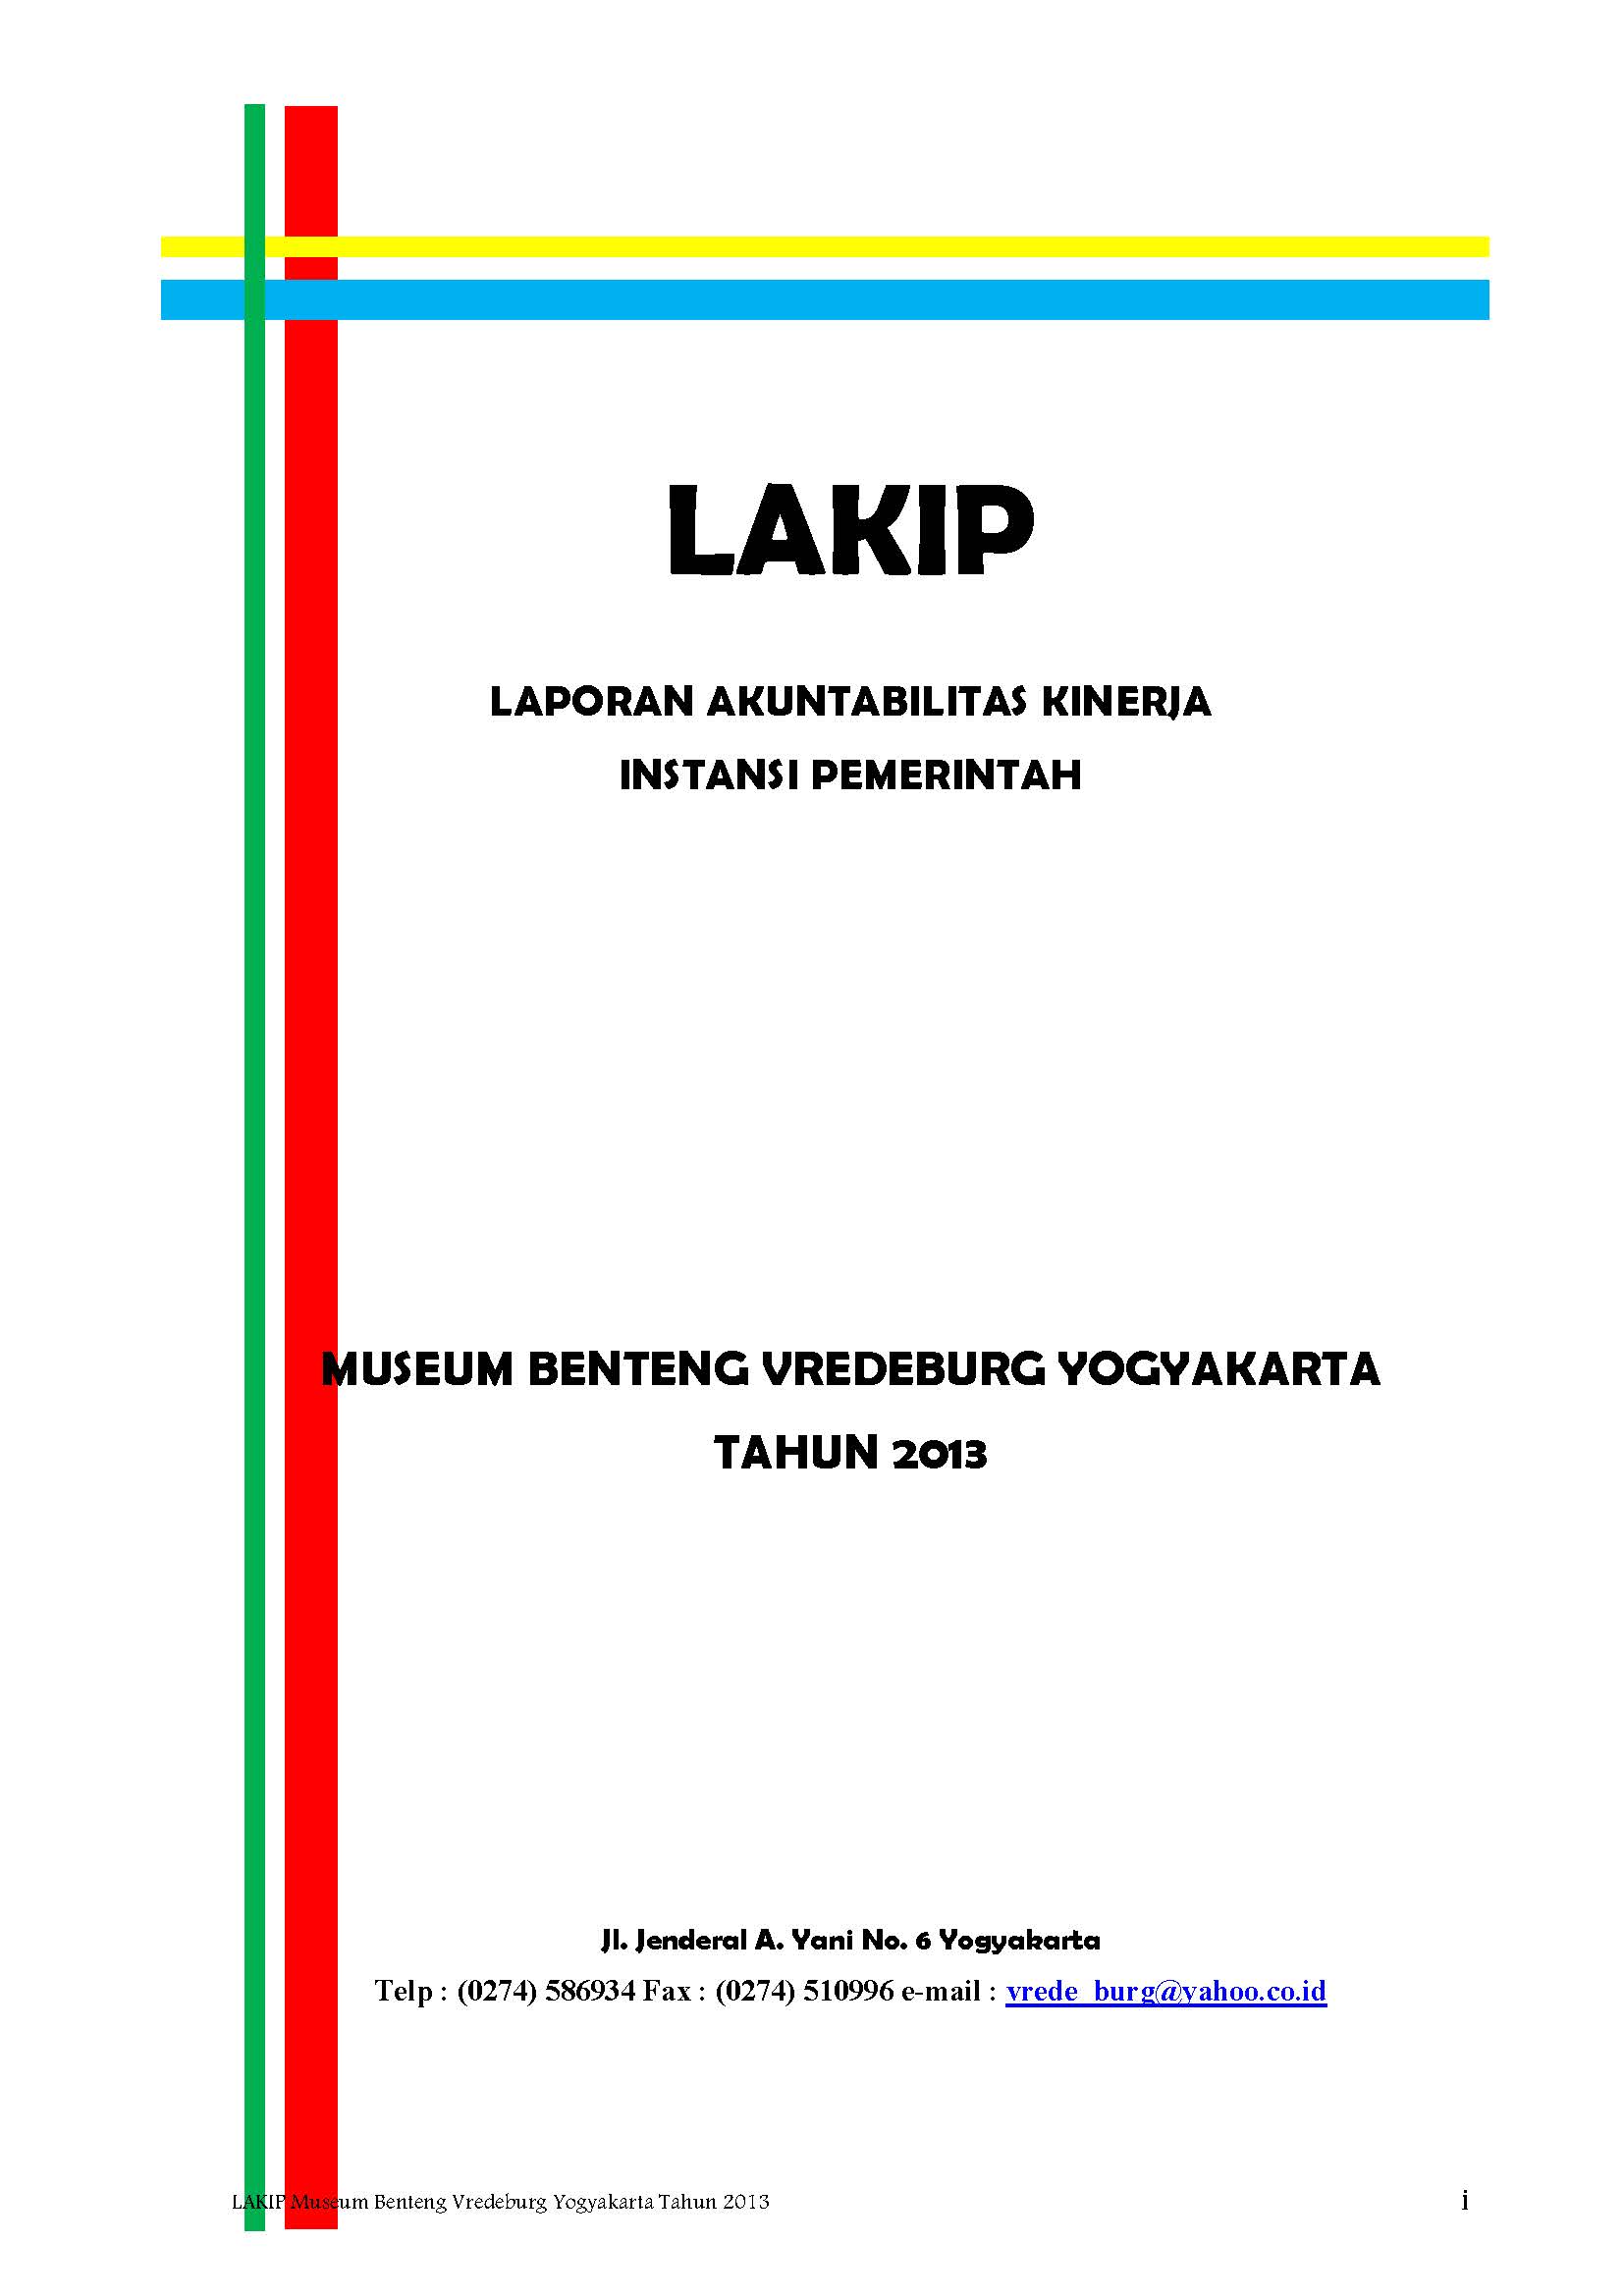 LAKIP
LAPORAN AKUNTABILITAS KINERJA
INSTANSI PEMERINTAH
MUSEUM BENTENG VREDEBURG YOGYAKARTA
TAHUN 2013
Jl. Jenderal A. Yani No. 6 Yogyakarta
Telp : (0274) 586934 Fax : (0274) 510996 e-mail : vrede_burg@yahoo.co.id
LAKIP Museum Benteng Vredeburg Yogyakarta Tahun 2013 i